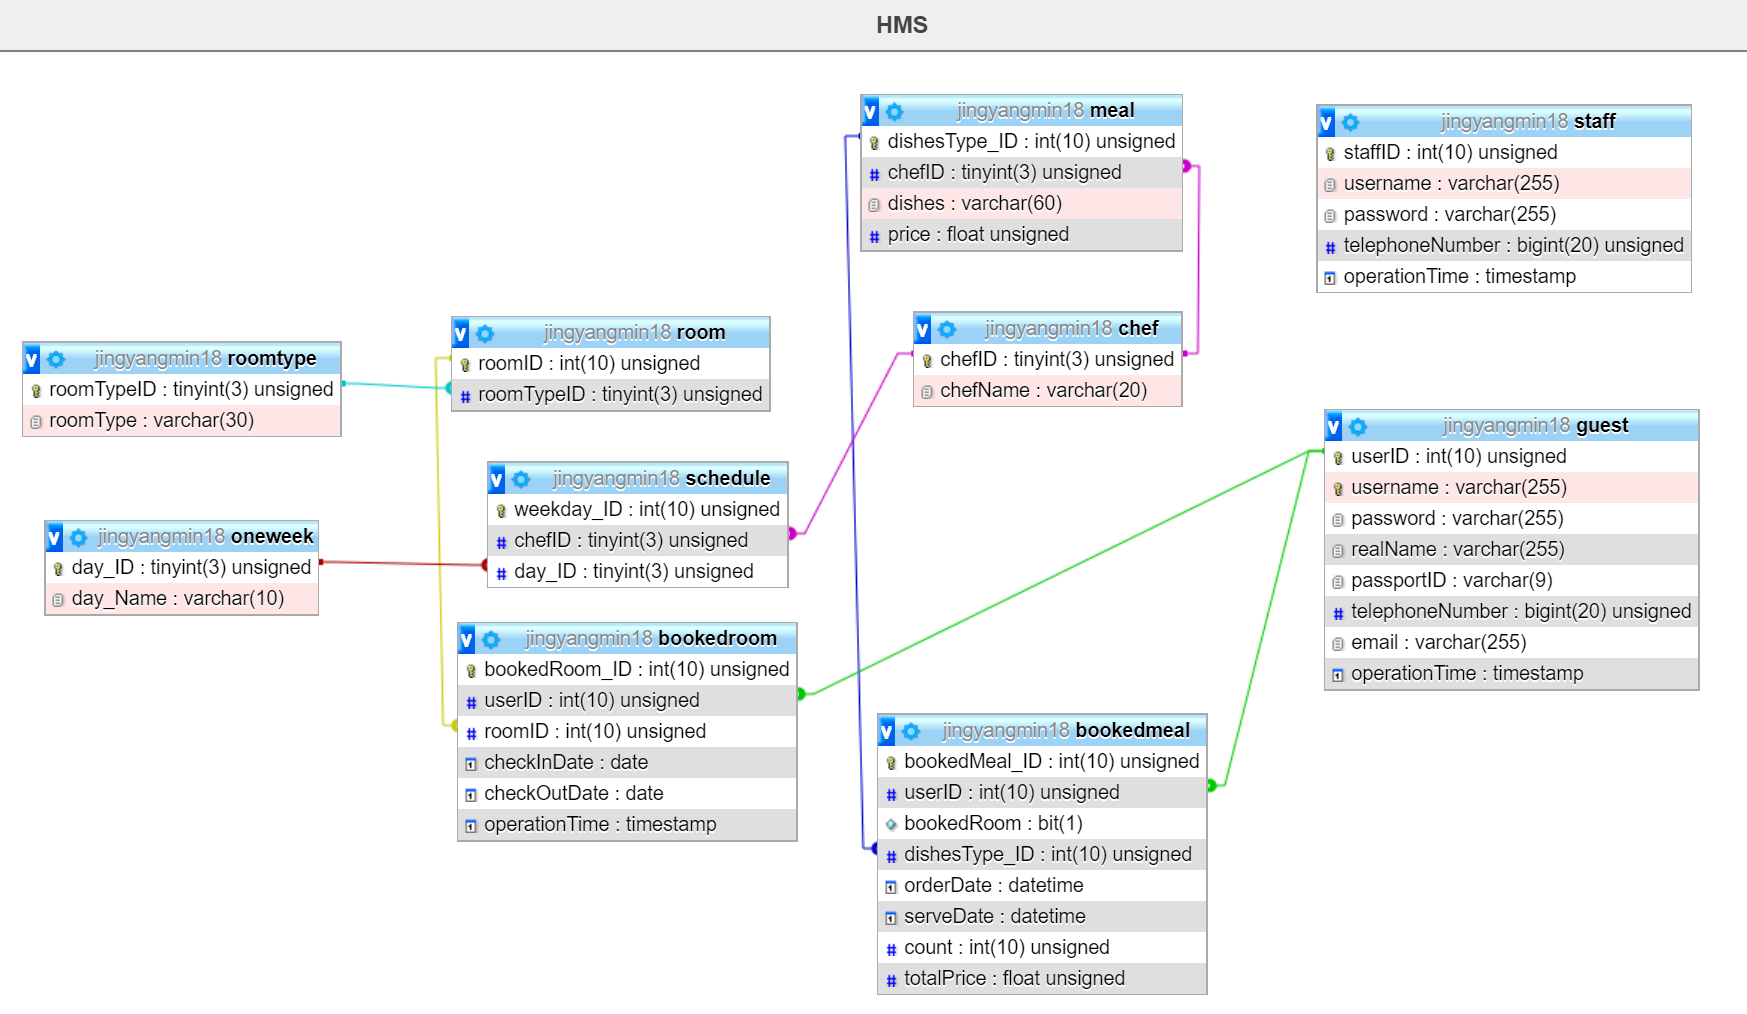 HMS
jingyangmin18 meal
dishesType_ID : int(10) unsigned
chefID : tinyint(3) unsigned
dishes : varchar(60)
price : float unsigned
jingyangmin18 staff
staffID : int(10) unsigned
username : varchar(255)
password : varchar(255)
telephoneNumber : bigint(20) unsigned
operationTime : timestamp
jingyangmin18 roomtype
roomTypeID : tinyint(3) unsigned
roomType : varchar(30)
jingyangmin18 room
roomID : int(10) unsigned
roomTypeID : tinyint(3) unsigned
jingyangmin18 chef
chefID : tinyint(3) unsigned
chefName : varchar(20)
jingyangmin18 guest
userID : int(10) unsigned
username : varchar(255)
password : varchar(255)
realName : varchar(255)
passportID : varchar(9)
telephoneNumber : bigint(20) unsigned
email : varchar(255)
operationTime : timestamp
jingyangmin18 schedule
weekday_ID : int(10) unsigned
chefID : tinyint(3) unsigned
day_ID : tinyint(3) unsigned
jingyangmin18 oneweek
day_ID : tinyint(3) unsigned
day_Name : varchar(10)
jingyangmin18 bookedroom
bookedRoom_ID : int(10) unsigned
userID : int(10) unsigned
roomID : int(10) unsigned
checkInDate : date
checkOutDate : date
operationTime : timestamp
jingyangmin18 bookedmeal
bookedMeal_ID : int(10) unsigned
userID : int(10) unsigned
bookedRoom : bit(1)
dishesType_ID : int(10) unsigned
orderDate : datetime
serveDate : datetime
count : int(10) unsigned
totalPrice : float unsigned